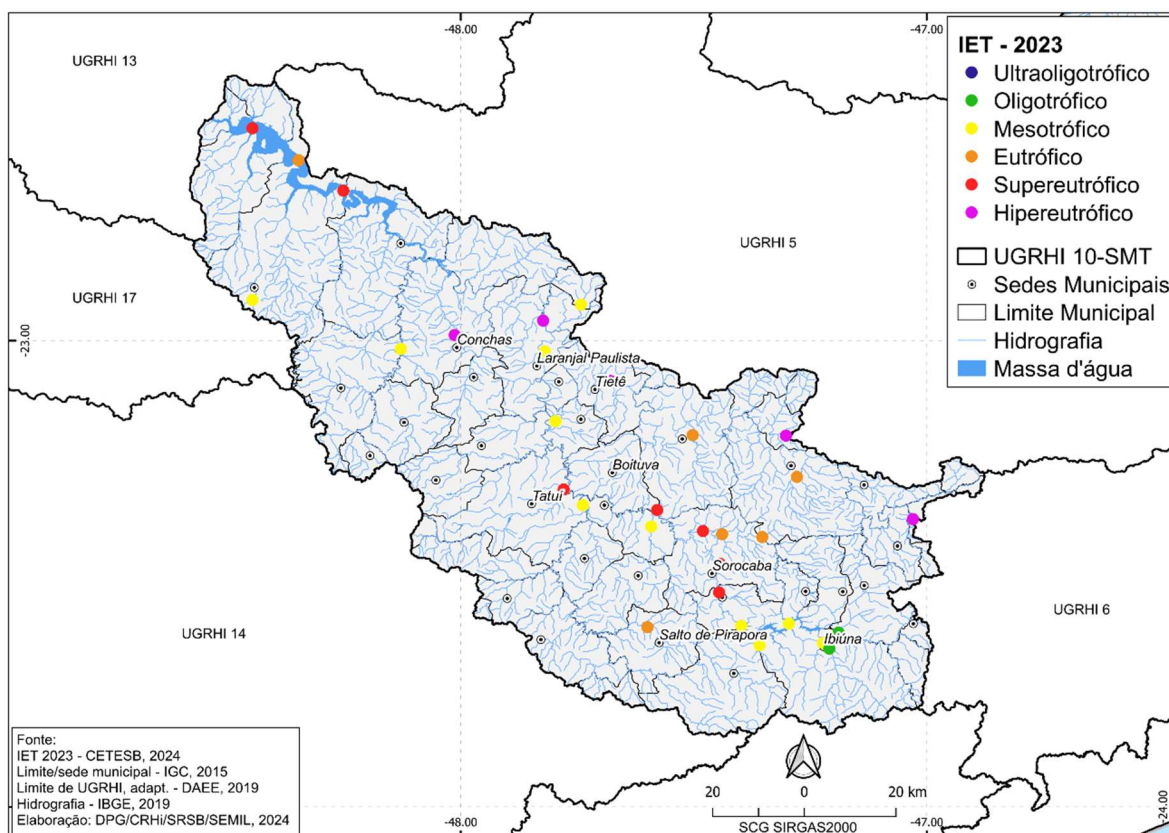 -48.00
-47.00
UGRHI 13
IET - 2023
Ultraoligotrófico
Oligotrófico
Mesotrófico
Eutrófico
Supereutrófico
Hipereutrófico
UGRHI 10-SMT
Sedes Municipais
Limite Municipal
Hidrografia
Massa d'água
UGRHI 5
UGRHI 17
-23.00
Conchas
Laranjal Paulista
Tietê
Boituva
Tatuí
Sorocaba
UGRHI 6
UGRHI 14
Salto de Pirapora
Ibiúna
Fonte:
IET 2023 - CETESB, 2024
Limite/sede municipal - IGC, 2015
Limite de UGRHI, adapt. - DAEE, 2019
Hidrografia - IBGE, 2019
Elaboração: DPG/CRHi/SRSB/SEMIL, 2024
20 0 20 km
SCG SIRGAS2000
-48.00
-47.00
-24.00